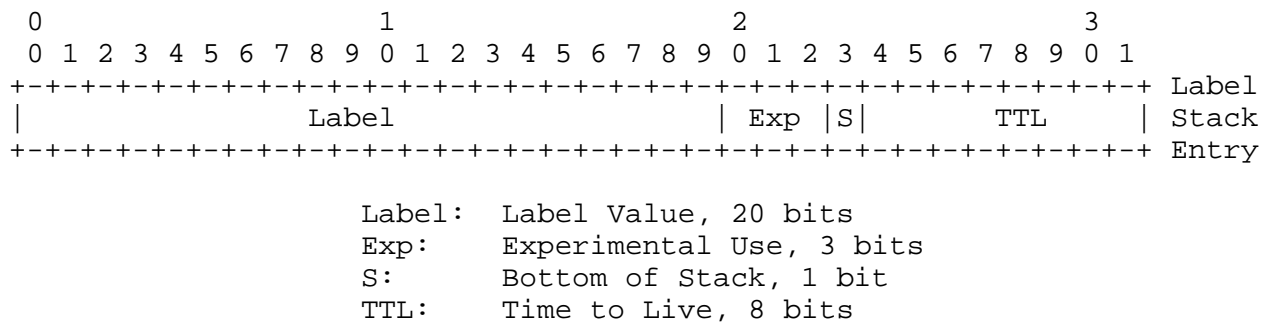 0                   1                   2                   3
 0 1 2 3 4 5 6 7 8 9 0 1 2 3 4 5 6 7 8 9 0 1 2 3 4 5 6 7 8 9 0 1
+-+-+-+-+-+-+-+-+-+-+-+-+-+-+-+-+-+-+-+-+-+-+-+-+-+-+-+-+-+-+-+-+ Label
|                Label                  | Exp |S|       TTL     | Stack
+-+-+-+-+-+-+-+-+-+-+-+-+-+-+-+-+-+-+-+-+-+-+-+-+-+-+-+-+-+-+-+-+ Entry
                    Label:  Label Value, 20 bits
                    Exp:    Experimental Use, 3 bits
                    S:      Bottom of Stack, 1 bit
                    TTL:    Time to Live, 8 bits